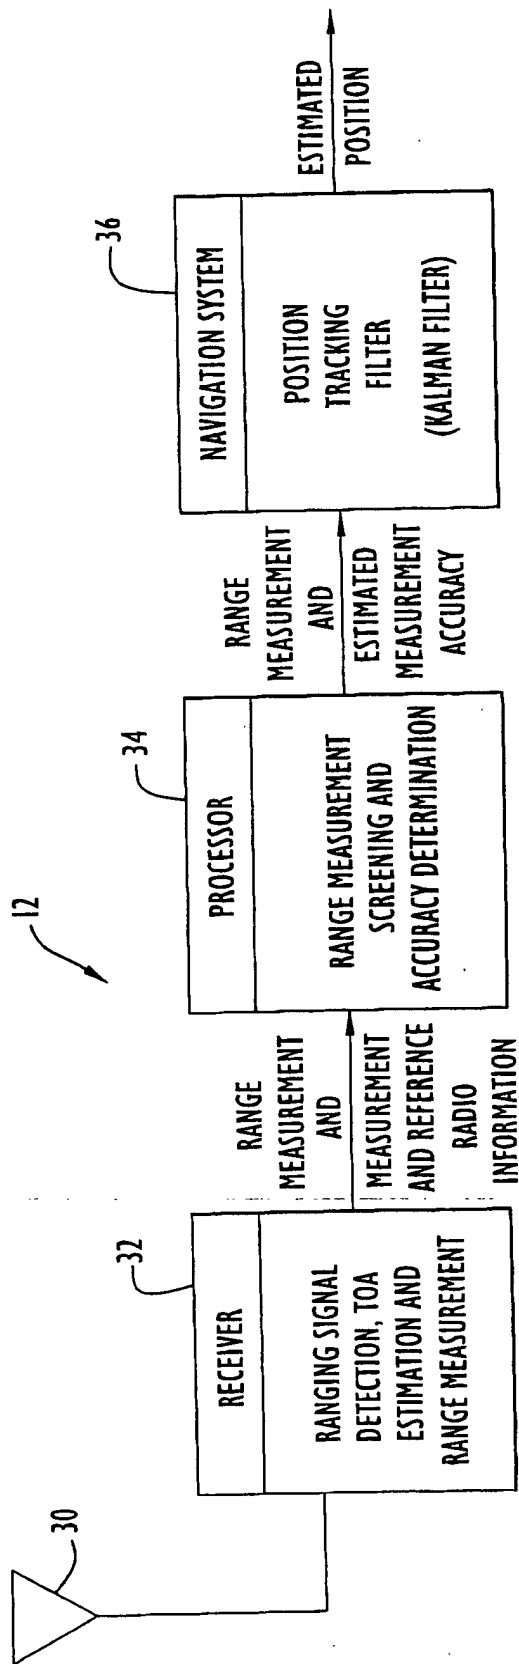 12
30
32
RECEIVER
RANGING SIGNAL
DETECTION, TOA
ESTIMATION AND
RANGE MEASUREMENT
RANGE
MEASUREMENT
AND
MEASUREMENT
AND REFERENCE
RADIO
INFORMATION
34
PROCESSOR
RANGE MEASUREMENT
SCREENING AND
ACCURACY DETERMINATION
RANGE
MEASUREMENT
AND
ESTIMATED
MEASUREMENT
ACCURACY
36
NAVIGATION SYSTEM
POSITION
TRACKING
FILTER
(KALMAN FILTER)
ESTIMATED
POSITION